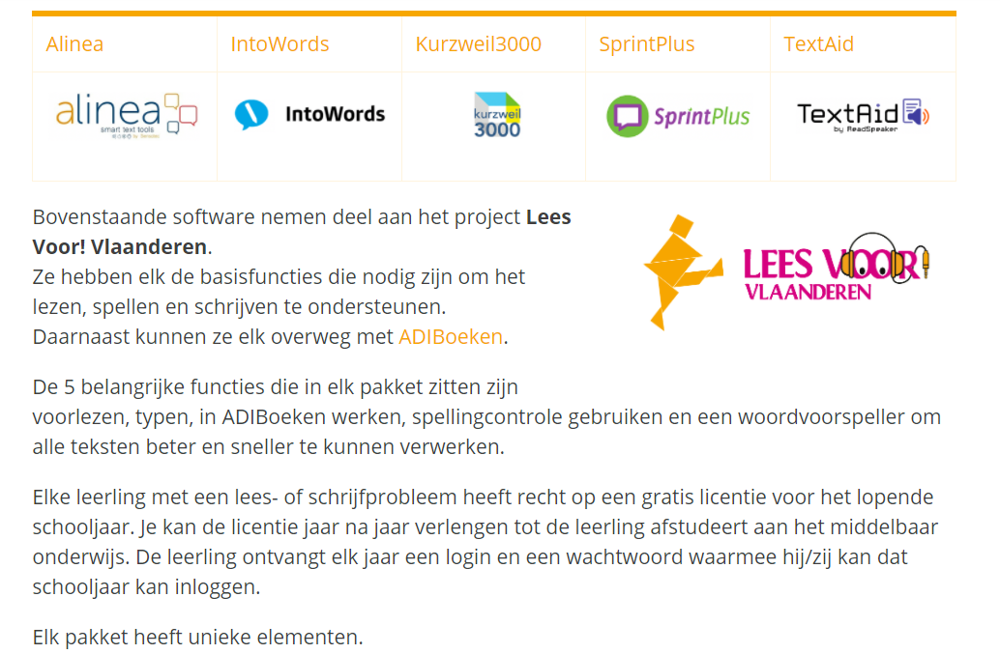 Alinea IntoWords Kurzweil3000 SprintPlus TextAid
alinea
smart text tools
IntoWords
kurzweil
3000
SprintPlus
TextAid
by ReadSpeaker
Bovenstaande software nemen deel aan het project Lees
Voor! Vlaanderen.
Ze hebben elk de basisfuncties die nodig zijn om het
lezen, spellen en schrijven te ondersteunen.
Daarnaast kunnen ze elk overweg met ADIBoeken.
LEES VOOR!
VLAANDEREN
De 5 belangrijke functies die in elk pakket zitten zijn
voorlezen, typen, in ADIBoeken werken, spellingcontrole gebruiken en een woordvoorspeller om
alle teksten beter en sneller te kunnen verwerken.
Elke leerling met een lees- of schrijfprobleem heeft recht op een gratis licentie voor het lopende
schooljaar. Je kan de licentie jaar na jaar verlengen tot de leerling afstudeert aan het middelbaar
onderwijs. De leerling ontvangt elk jaar een login en een wachtwoord waarmee hij/zij kan dat
schooljaar kan inloggen.
Elk pakket heeft unieke elementen.